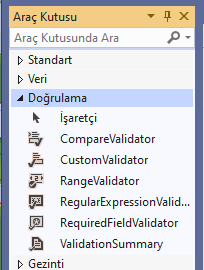 Araç Kutusu
Araç Kutusunda Ara
Standart
Veri
Doğrulama
İşaretçi
CompareValidator
CustomValidator
RangeValidator
RegularExpressionValid...
RequiredFieldValidator
ValidationSummary
Gezinti